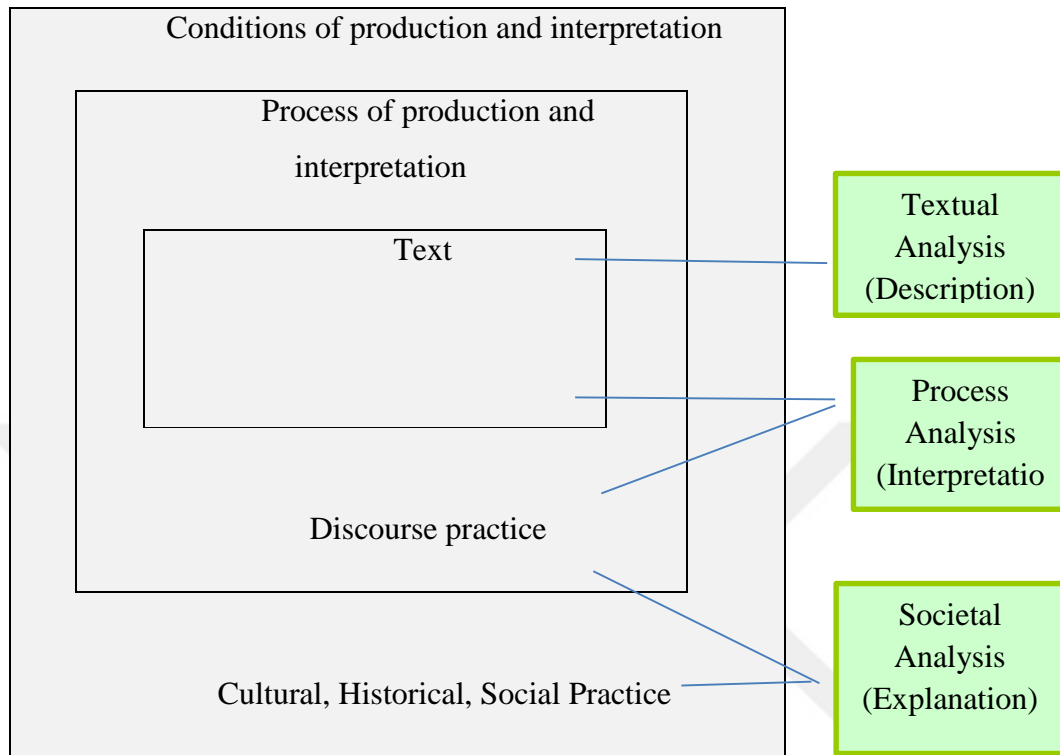 Conditions of production and interpretation
Process of production and
interpretation
Text
Discourse practice
Cultural, Historical, Social Practice
Textual
Analysis
(Description)
Process
Analysis
(Interpretatio
Societal
Analysis
(Explanation)